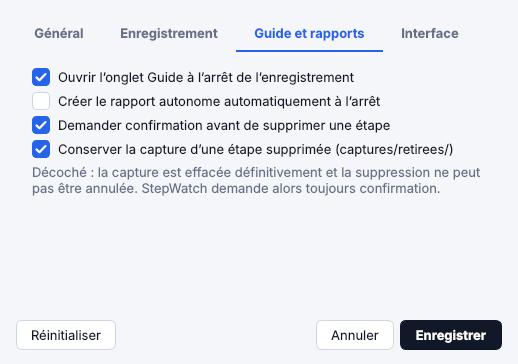 Général
Enregistrement
Guide et rapports
Interface
Ouvrir l’onglet Guide à l’arrêt de l’enregistrement
Créer le rapport autonome automatiquement à l’arrêt
Demander confirmation avant de supprimer une étape
Conserver la capture d’une étape supprimée (captures/retirees/)
Décoché : la capture est effacée définitivement et la suppression ne peut
pas être annulée. StepWatch demande alors toujours confirmation.
Réinitialiser
Annuler
Enregistrer